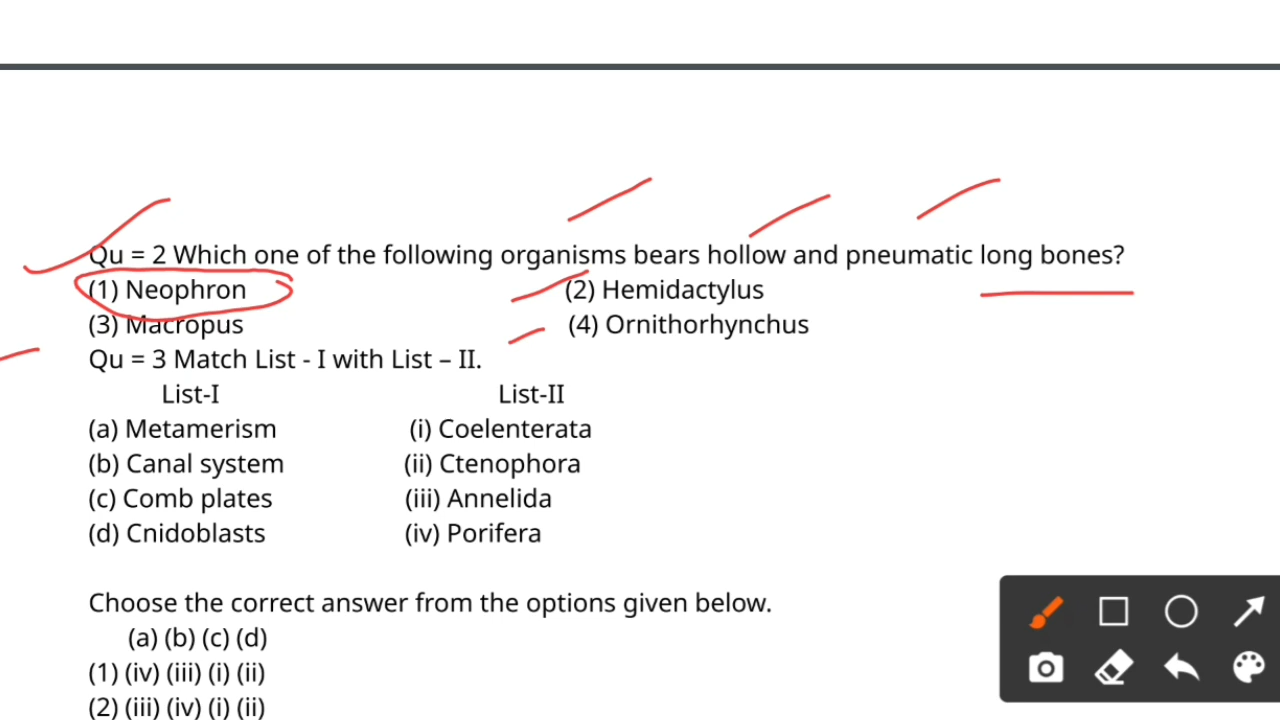 Qu = 2 Which one of the following organisms bears hollow and pneumatic long bones?
(1) Neophron (2) Hemidactylus
(3) Macropus (4) Ornithorhynchus
Qu = 3 Match List - I with List – II.
List-I List-II
(a) Metamerism (i) Coelenterata
(b) Canal system (ii) Ctenophora
(c) Comb plates (iii) Annelida
(d) Cnidoblasts (iv) Porifera
Choose the correct answer from the options given below.
(a) (b) (c) (d)
(1) (iv) (iii) (i) (ii)
(2) (iii) (iv) (i) (ii)